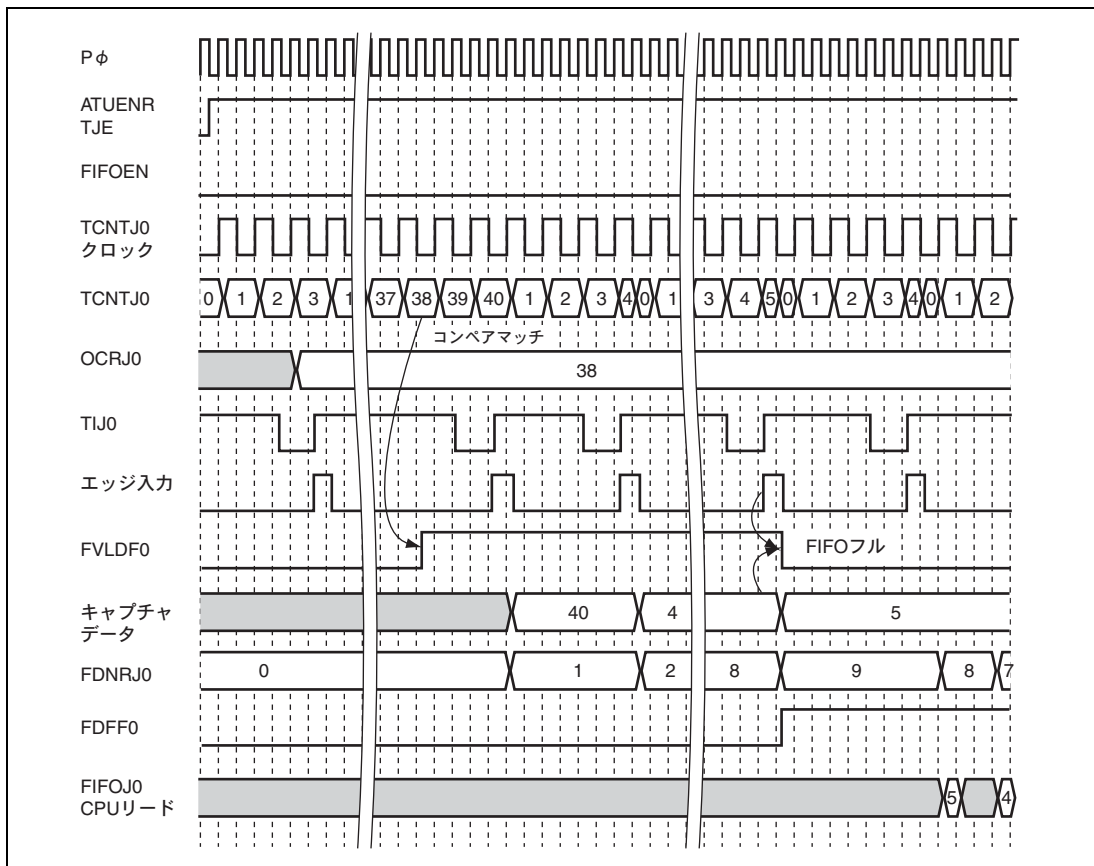 Pφ
ATUENR
TJE
FIFOEN
TCNTJ0
クロック
TCNTJ0 0 1 2 3 1 37 38 39 40 1 2 3 4 0 1 3 4 5 0 1 2 3 4 0 1 2
コンペアマッチ
OCRJ0 38
TIJ0
エッジ入力
FVLDF0 FIFOフル
キャプチャ
データ 40 4 5
FDNRJ0 0 1 2 8 9 8 7
FDFF0
FIFOJ0
CPUリード 5 4